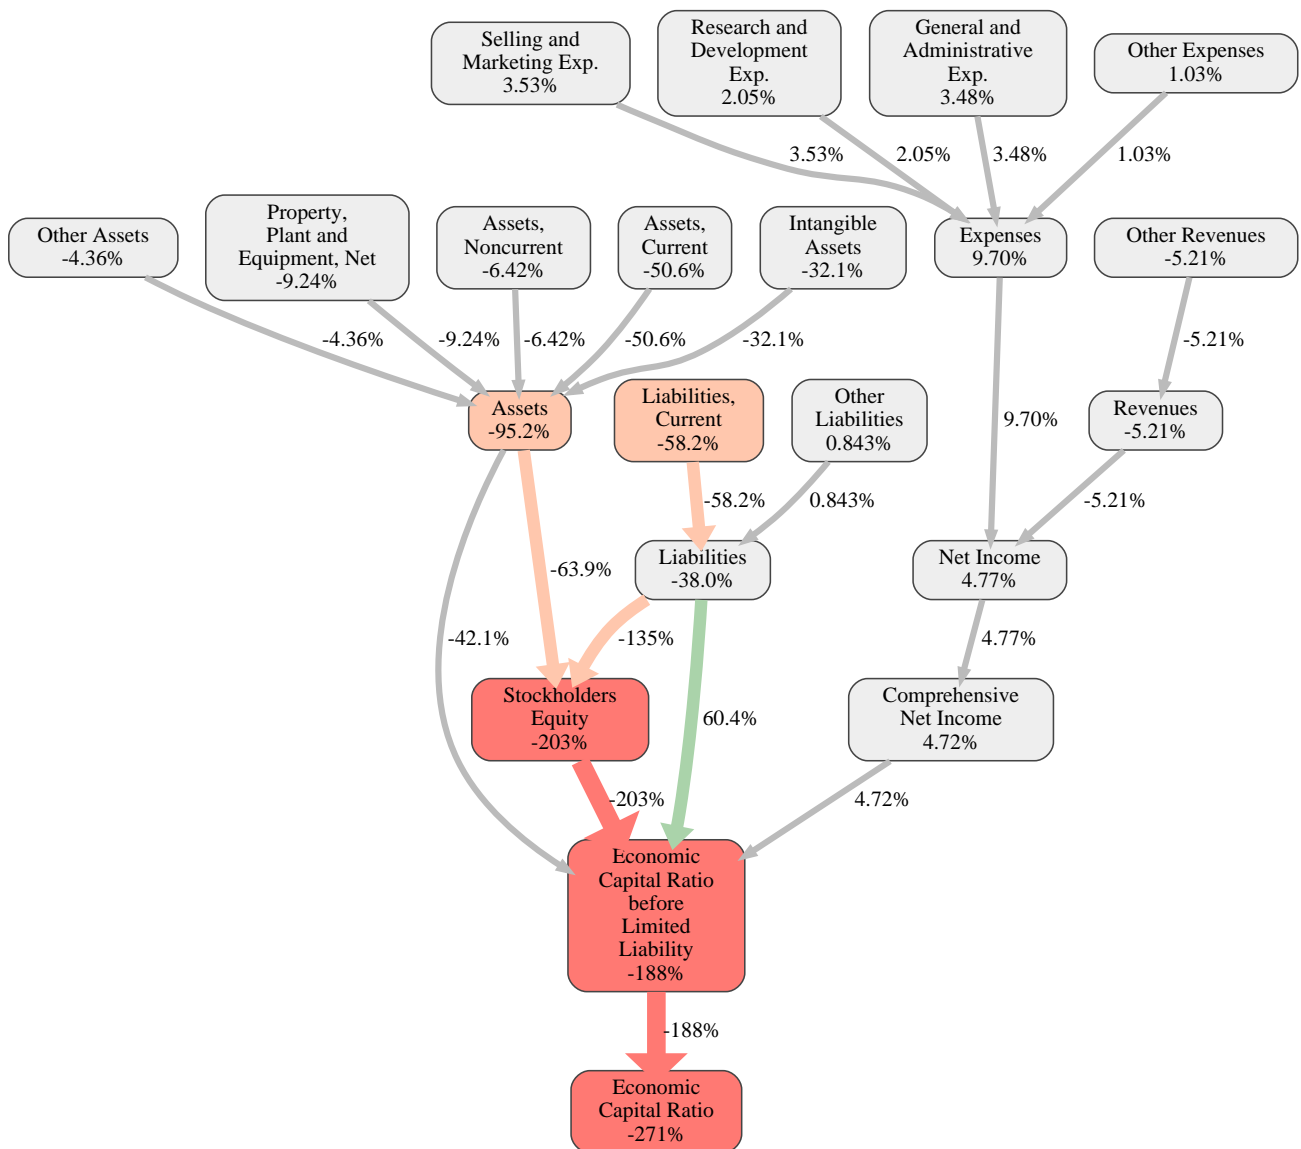 Selling and
Marketing Exp.
3.53%
Research and
Development
Exp.
2.05%
General and
Administrative
Exp.
3.48%
Other Expenses
1.03%
3.53%
2.05%
3.48%
1.03%
Other Assets
-4.36%
Property,
Plant and
Equipment, Net
-9.24%
Assets,
Noncurrent
-6.42%
Assets,
Current
-50.6%
Intangible
Assets
-32.1%
Expenses
9.70%
Other Revenues
-5.21%
-4.36%
-9.24%
-6.42%
-50.6%
-32.1%
-5.21%
Assets
-95.2%
Liabilities,
Current
-58.2%
Other
Liabilities
0.843%
9.70%
Revenues
-5.21%
-58.2%
0.843%
-5.21%
-63.9%
Liabilities
-38.0%
Net Income
4.77%
-42.1%
-135%
4.77%
Stockholders
Equity
-203%
60.4%
Comprehensive
Net Income
4.72%
-203%
4.72%
Economic
Capital Ratio
before
Limited
Liability
-188%
-188%
Economic
Capital Ratio
-271%